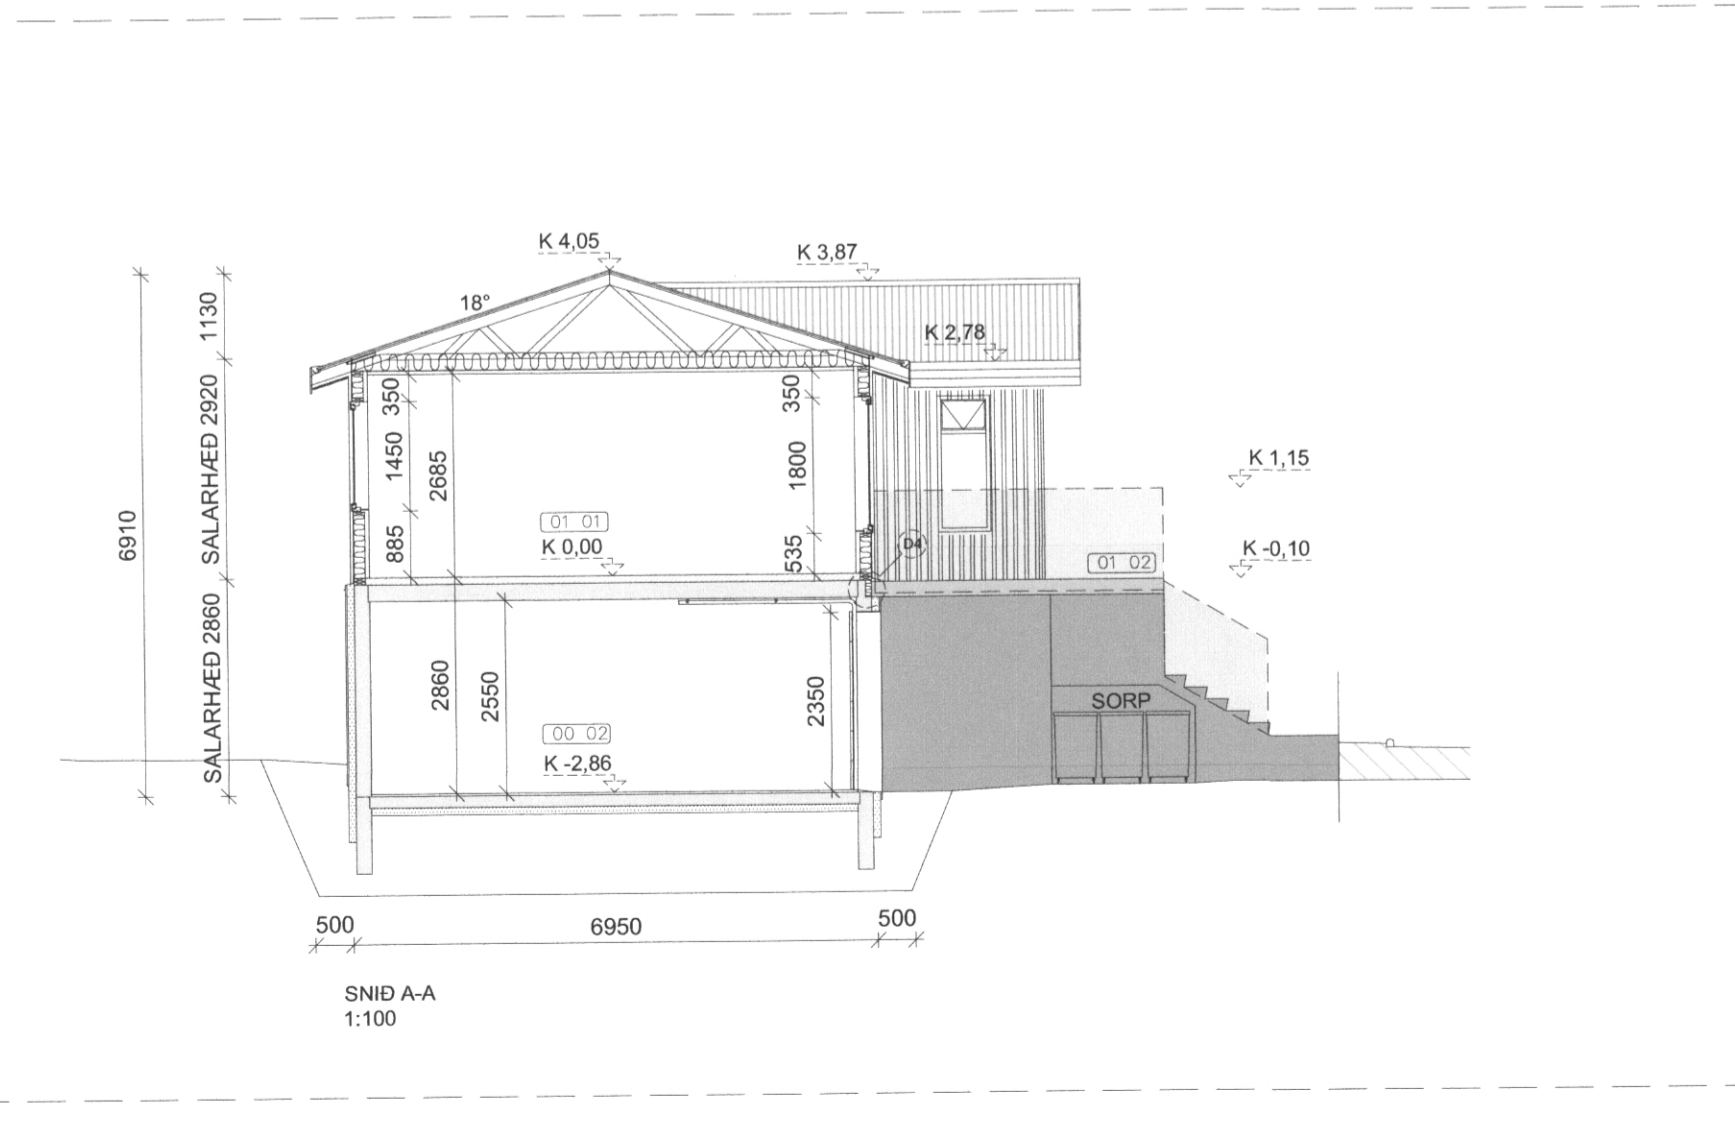 K 4,05
K 3,87
18°
K 2,78
1130
SALARHÆÐ 2920
SALARHÆÐ 2860
6910
350
1450
885
2685
350
1800
535
01 01
K 0,00
D4
K 1,15
K -0,10
01 02
2860
2550
2350
00 02
K -2,86
SORP
500
6950
500
SNIÐ A-A
1:100